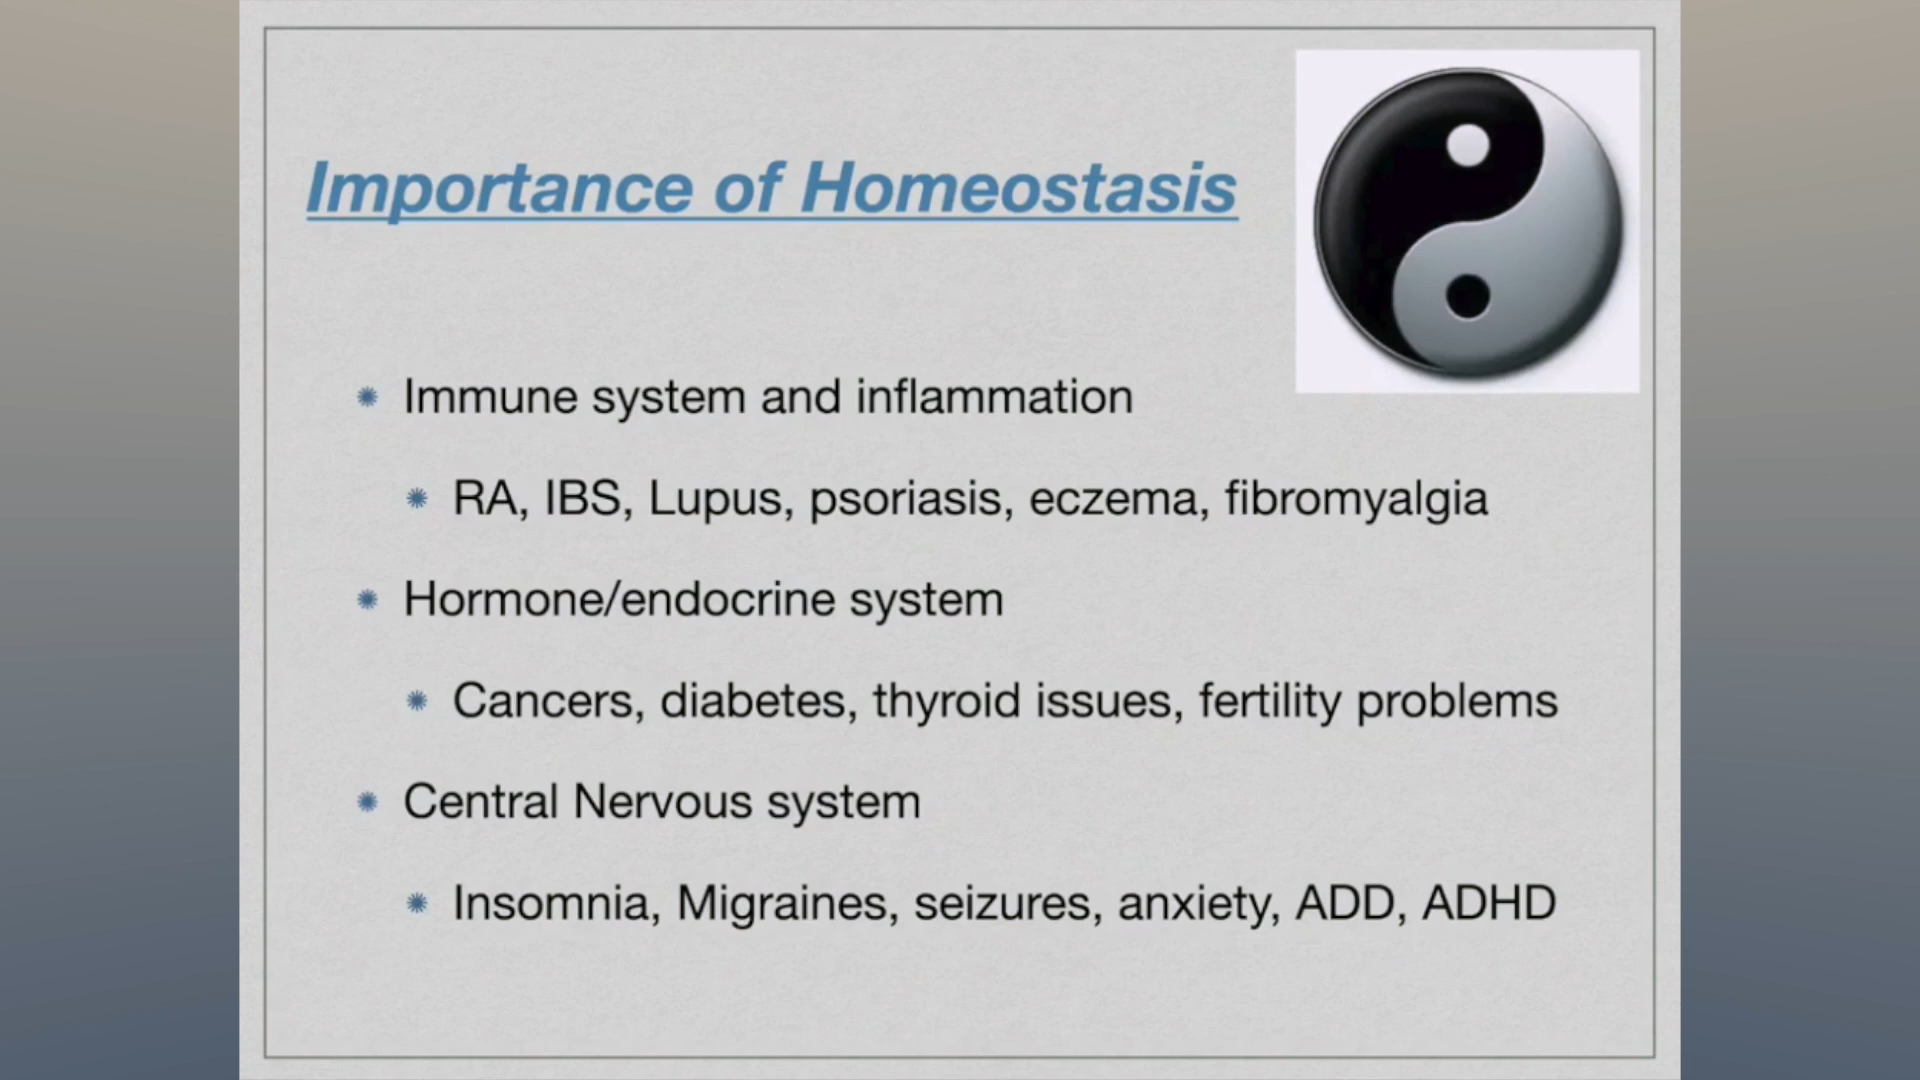 Importance of Homeostasis
Immune system and inflammation
RA, IBS, Lupus, psoriasis, eczema, fibromyalgia
Hormone/endocrine system
Cancers, diabetes, thyroid issues, fertility problems
Central Nervous system
Insomnia, Migraines, seizures, anxiety, ADD, ADHD